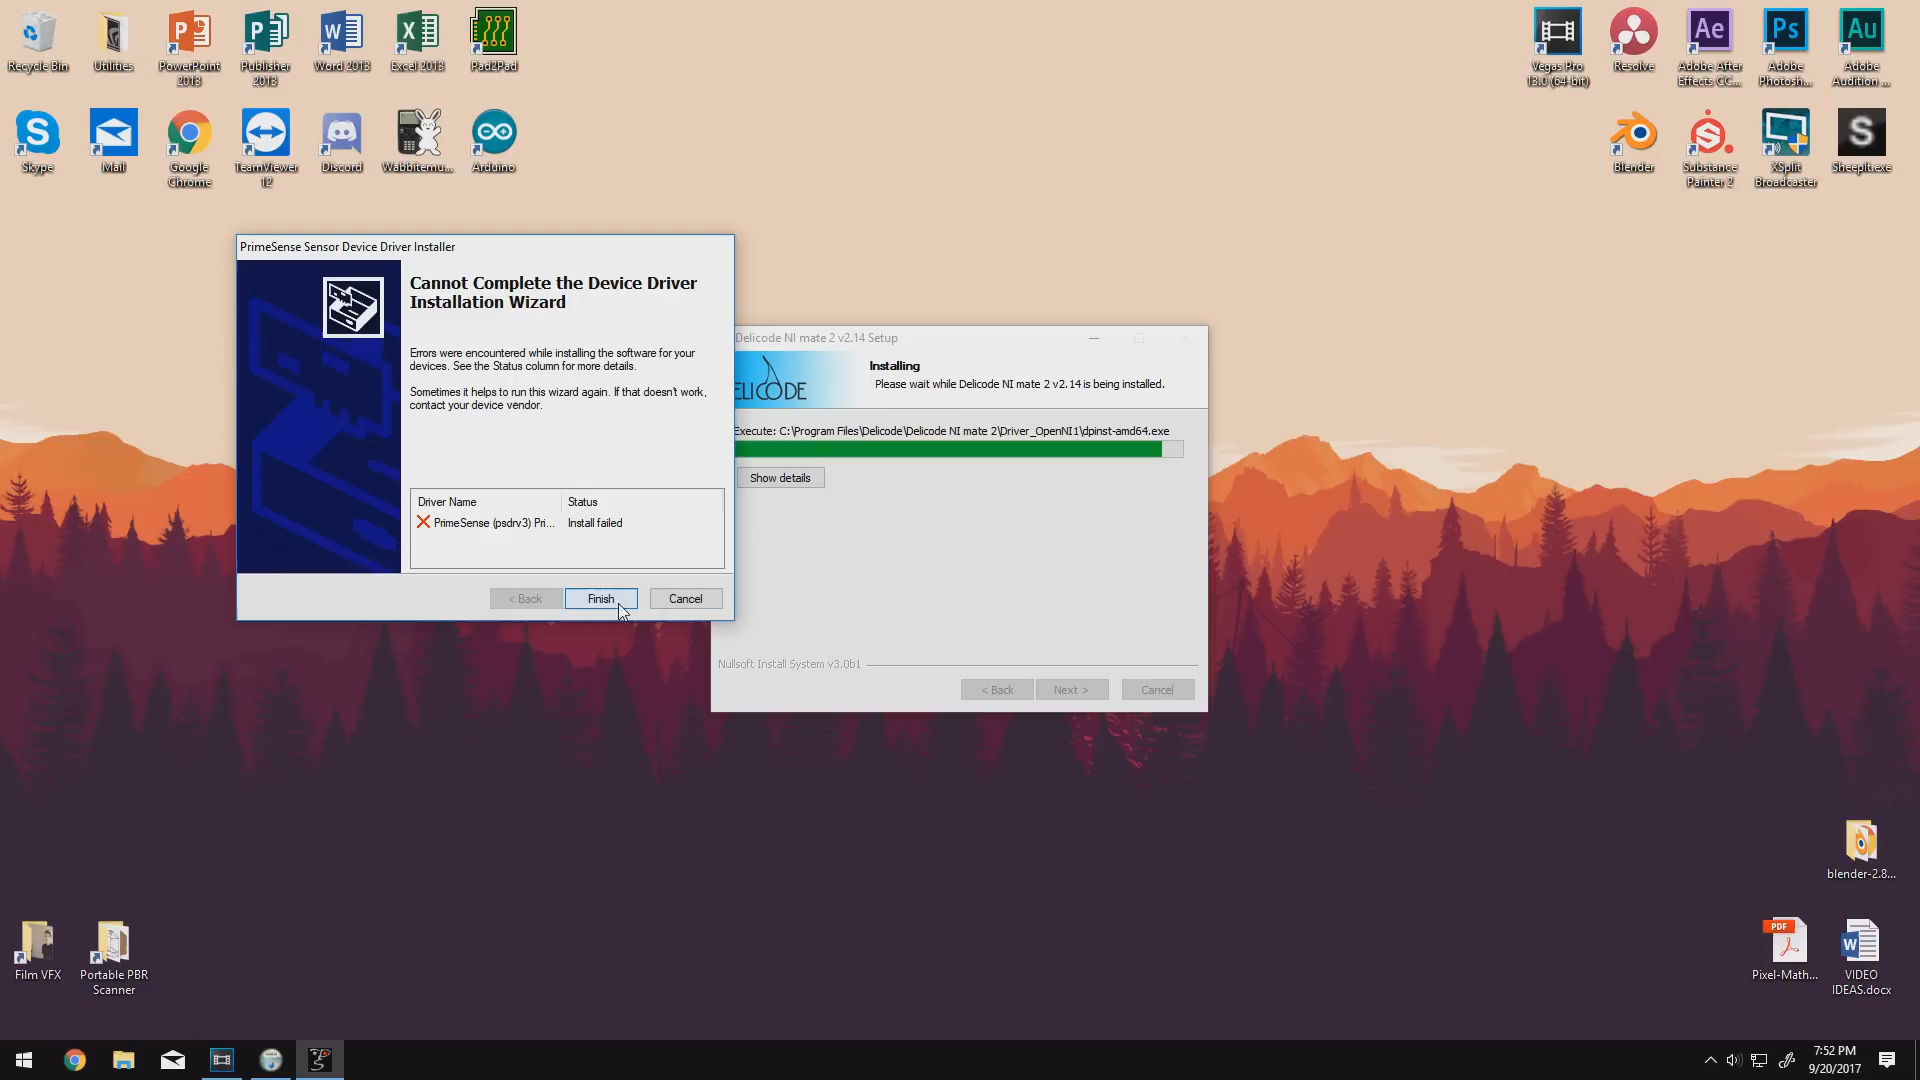 Recycle Bin
Utilities
PowerPoint
2013
Publisher
2013
Word 2013
Excel 2013
Pad2Pad
Vegas Pro
13.0 (64-bit)
Resolve
Adobe After
Effects CC...
Adobe
Photosh...
Adobe
Audition ...
Skype
Mail
Google
Chrome
TeamViewer
12
Discord
Wabbitemu...
Arduino
Blender
Substance
Painter 2
XSplit
Broadcaster
SheepIt.exe
PrimeSense Sensor Device Driver Installer
Cannot Complete the Device Driver
Installation Wizard
Errors were encountered while installing the software for your
devices. See the Status column for more details.
Sometimes it helps to run this wizard again. If that doesn't work,
contact your device vendor.
Driver Name Status
PrimeSense (psdrv3) Pri... Install failed
< Back Finish Cancel
Delicode NI mate 2 v2.14 Setup
ELICODE
Installing
Please wait while Delicode NI mate 2 v2.14 is being installed.
Execute: C:\Program Files\Delicode\Delicode NI mate 2\Driver_OpenNI1\dpinst-amd64.exe
Show details
Nullsoft Install System v3.0b1
< Back Next > Cancel
blender-2.8...
Film VFX
Portable PBR
Scanner
PDF
Pixel-Math...
VIDEO
IDEAS.docx
7:52 PM
9/20/2017